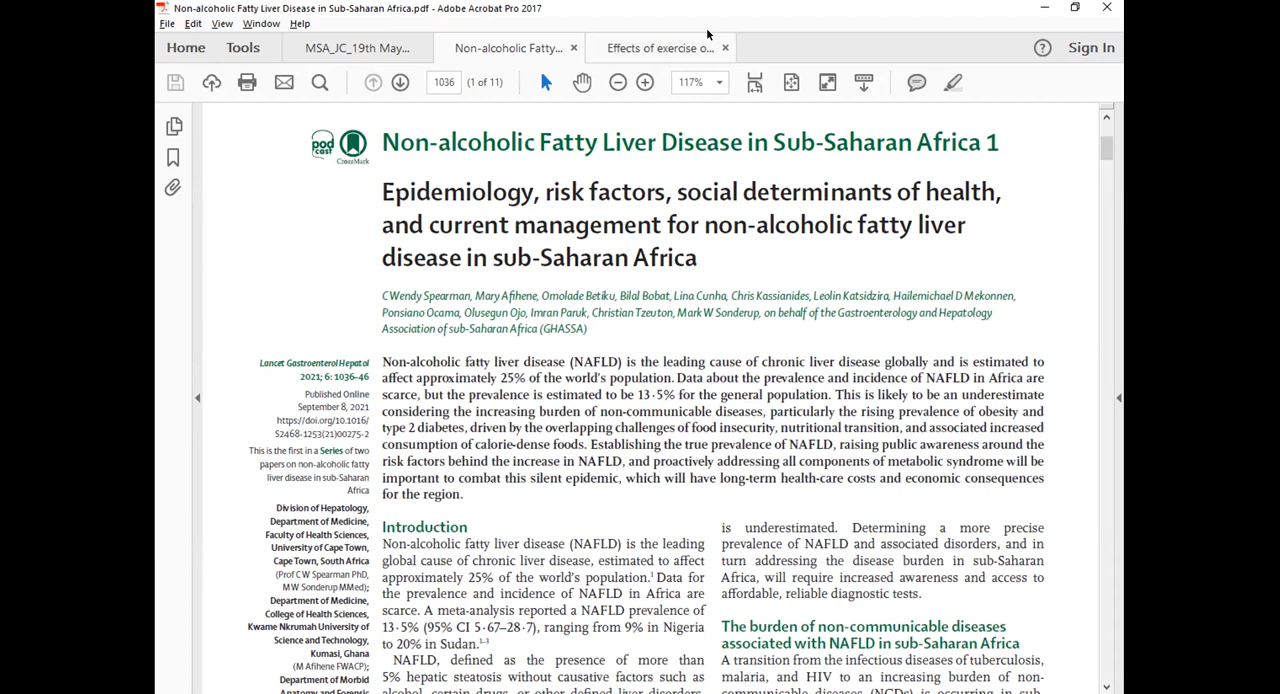 Non-alcoholic Fatty Liver Disease in Sub-Saharan Africa.pdf - Adobe Acrobat Pro 2017
File Edit View Window Help
Home Tools MSA_JC_19th May... Non-alcoholic Fatty... × Effects of exercise o... × ? Sign In
1036 (1 of 11) 117%
pod cast
CrossMark
Non-alcoholic Fatty Liver Disease in Sub-Saharan Africa 1
Epidemiology, risk factors, social determinants of health,
and current management for non-alcoholic fatty liver
disease in sub-Saharan Africa
C Wendy Spearman, Mary Afihene, Omolade Betiku, Bilal Bobat, Lina Cunha, Chris Kassianides, Leolin Katsidzira, Hailemichael D Mekonnen,
Ponsiano Ocama, Olusegun Ojo, Imran Paruk, Christian Tzeuton, Mark W Sonderup, on behalf of the Gastroenterology and Hepatology
Association of sub-Saharan Africa (GHASSA)
Lancet Gastroenterol Hepatol
2021; 6: 1036–46
Published Online
September 8, 2021
https://doi.org/10.1016/
S2468-1253(21)00275-2
This is the first in a Series of two
papers on non-alcoholic fatty
liver disease in sub-Saharan
Africa
Division of Hepatology,
Department of Medicine,
Faculty of Health Sciences,
University of Cape Town,
Cape Town, South Africa
(Prof C W Spearman PhD,
M W Sonderup MMed);
Department of Medicine,
College of Health Sciences,
Kwame Nkrumah University of
Science and Technology,
Kumasi, Ghana
(M Afihene FWACP);
Department of Morbid
Anatomy and Forensic
Non-alcoholic fatty liver disease (NAFLD) is the leading cause of chronic liver disease globally and is estimated to
affect approximately 25% of the world's population. Data about the prevalence and incidence of NAFLD in Africa are
scarce, but the prevalence is estimated to be 13·5% for the general population. This is likely to be an underestimate
considering the increasing burden of non-communicable diseases, particularly the rising prevalence of obesity and
type 2 diabetes, driven by the overlapping challenges of food insecurity, nutritional transition, and associated increased
consumption of calorie-dense foods. Establishing the true prevalence of NAFLD, raising public awareness around the
risk factors behind the increase in NAFLD, and proactively addressing all components of metabolic syndrome will be
important to combat this silent epidemic, which will have long-term health-care costs and economic consequences
for the region.
Introduction
Non-alcoholic fatty liver disease (NAFLD) is the leading
global cause of chronic liver disease, estimated to affect
approximately 25% of the world's population.¹ Data for
the prevalence and incidence of NAFLD in Africa are
scarce. A meta-analysis reported a NAFLD prevalence of
13·5% (95% CI 5·67–28·7), ranging from 9% in Nigeria
to 20% in Sudan.¹⁻³
NAFLD, defined as the presence of more than
5% hepatic steatosis without causative factors such as
alcohol, certain drugs, or other defined liver disorders,
is underestimated. Determining a more precise
prevalence of NAFLD and associated disorders, and in
turn addressing the disease burden in sub-Saharan
Africa, will require increased awareness and access to
affordable, reliable diagnostic tests.
The burden of non-communicable diseases
associated with NAFLD in sub-Saharan Africa
A transition from the infectious diseases of tuberculosis,
malaria, and HIV to an increasing burden of non-
communicable diseases (NCDs) is occurring in sub-